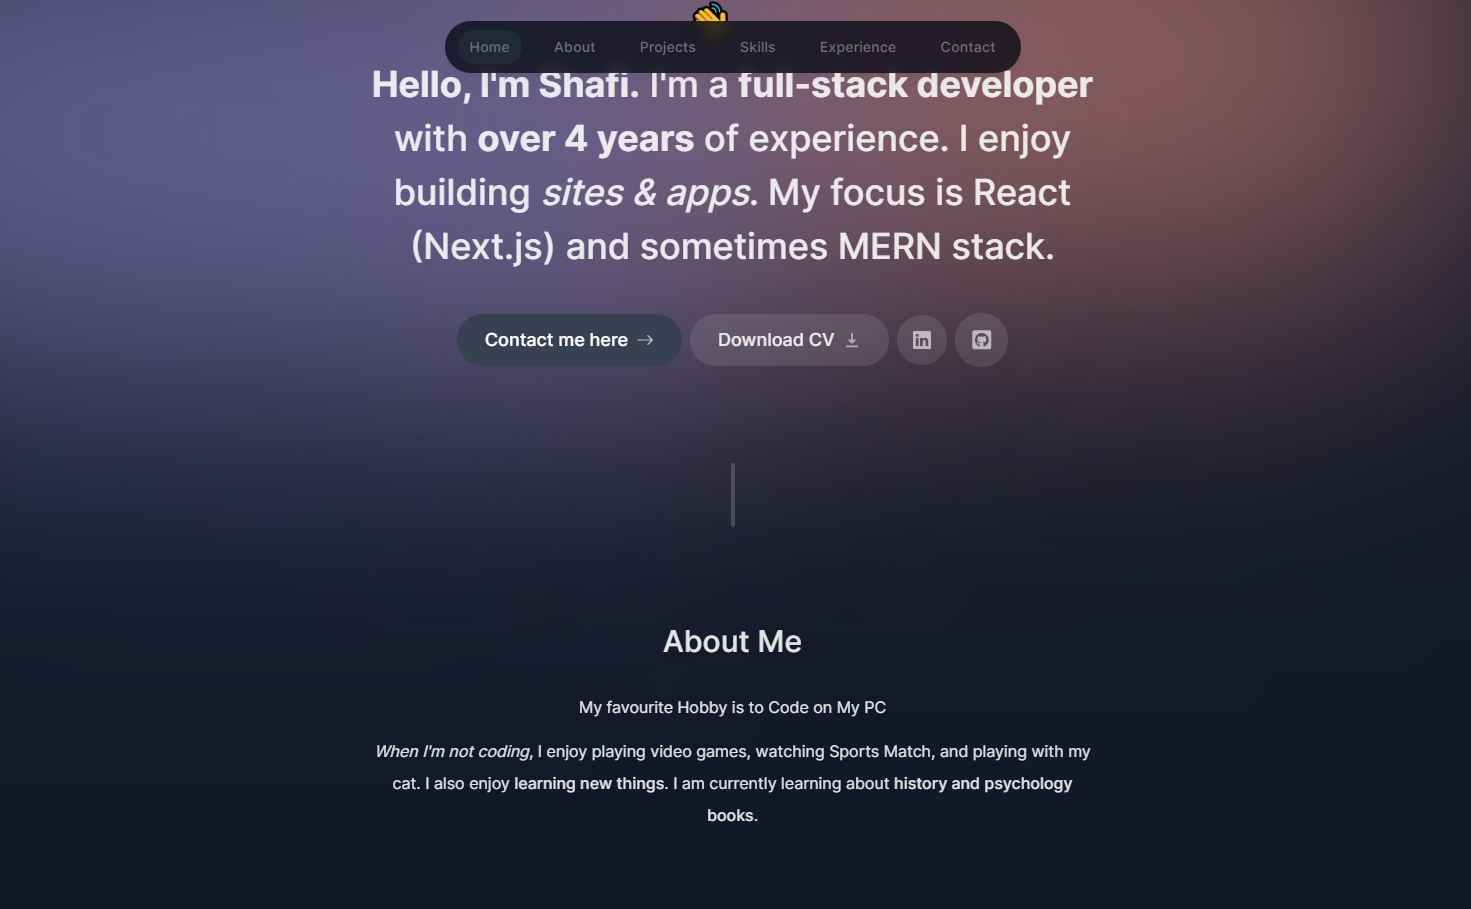 Home About Projects Skills Experience Contact
Hello, I'm Shafi. I'm a full-stack developer
with over 4 years of experience. I enjoy
building sites & apps. My focus is React
(Next.js) and sometimes MERN stack.
Contact me here Download CV in
About Me
My favourite Hobby is to Code on My PC
When I'm not coding, I enjoy playing video games, watching Sports Match, and playing with my
cat. I also enjoy learning new things. I am currently learning about history and psychology
books.